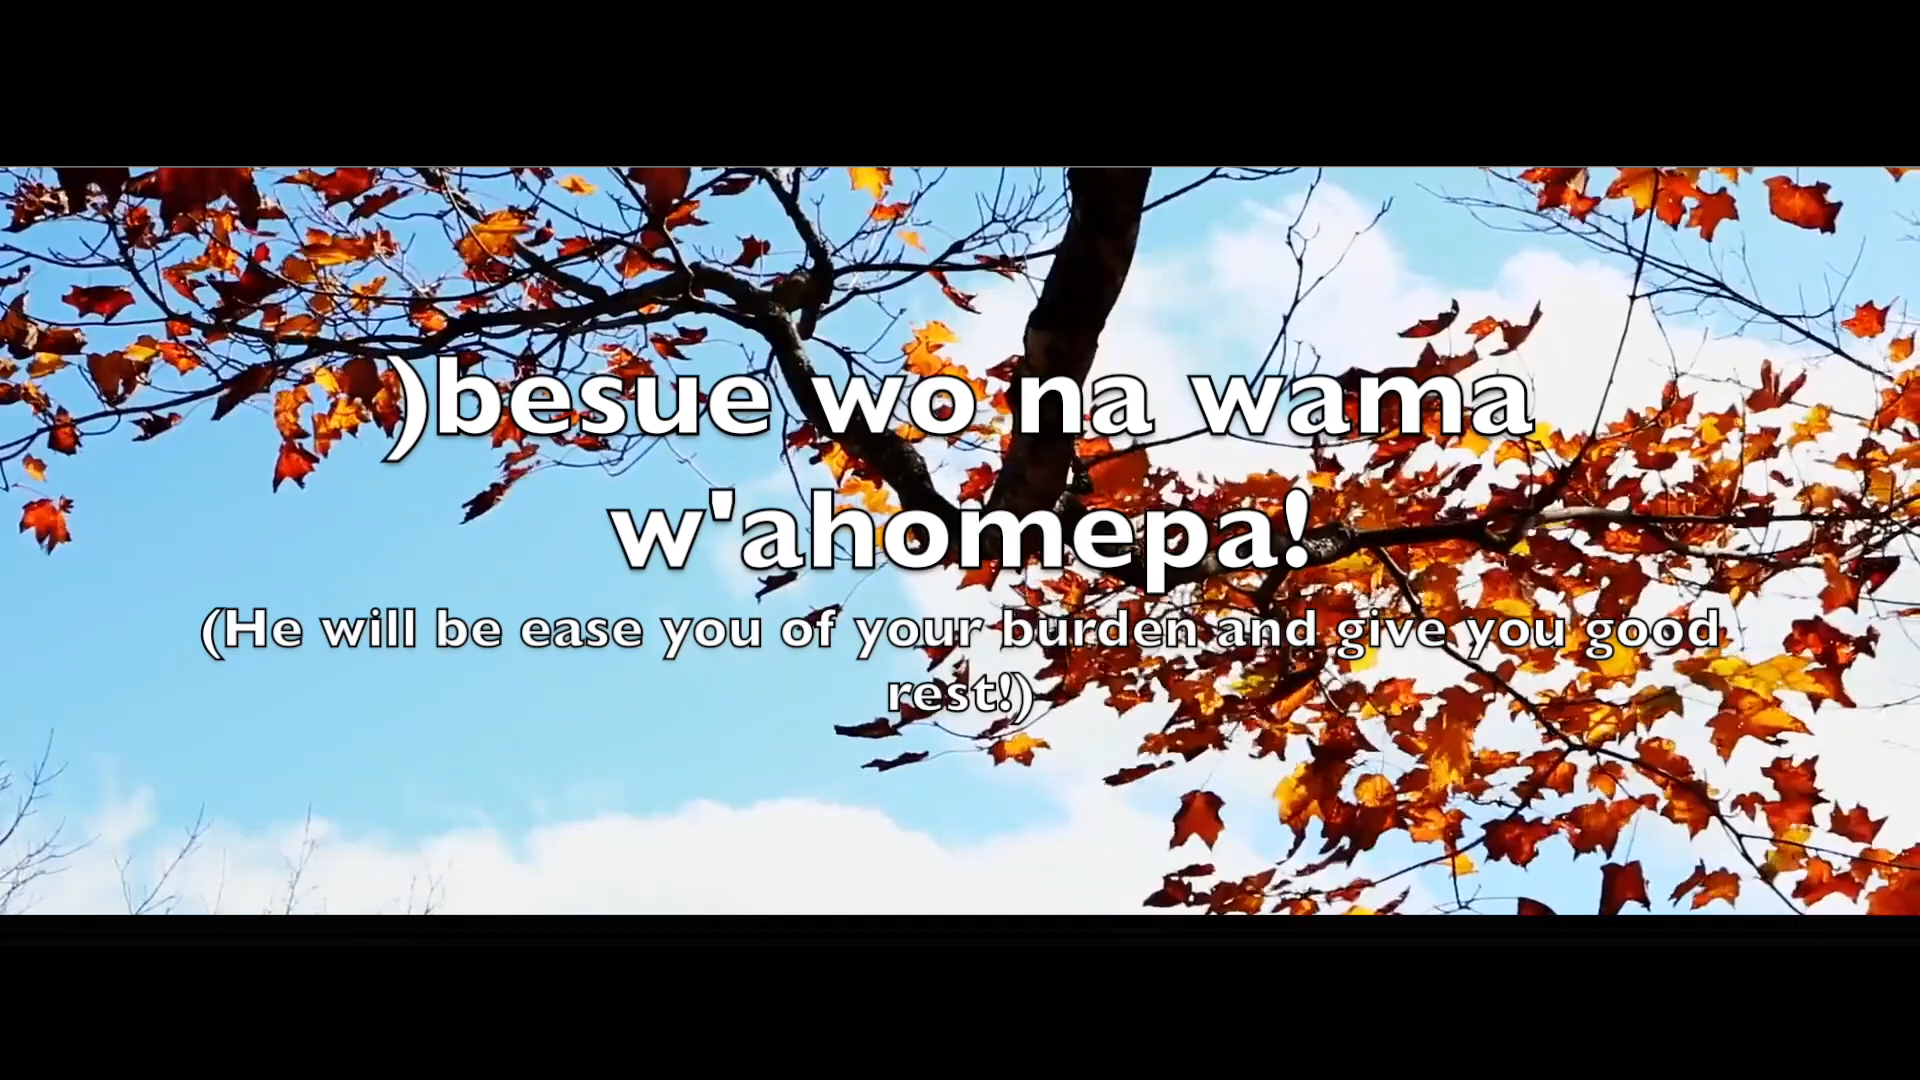 )besue wo na wama
w'ahomepa!
(He will be ease you of your burden and give you good
rest!)